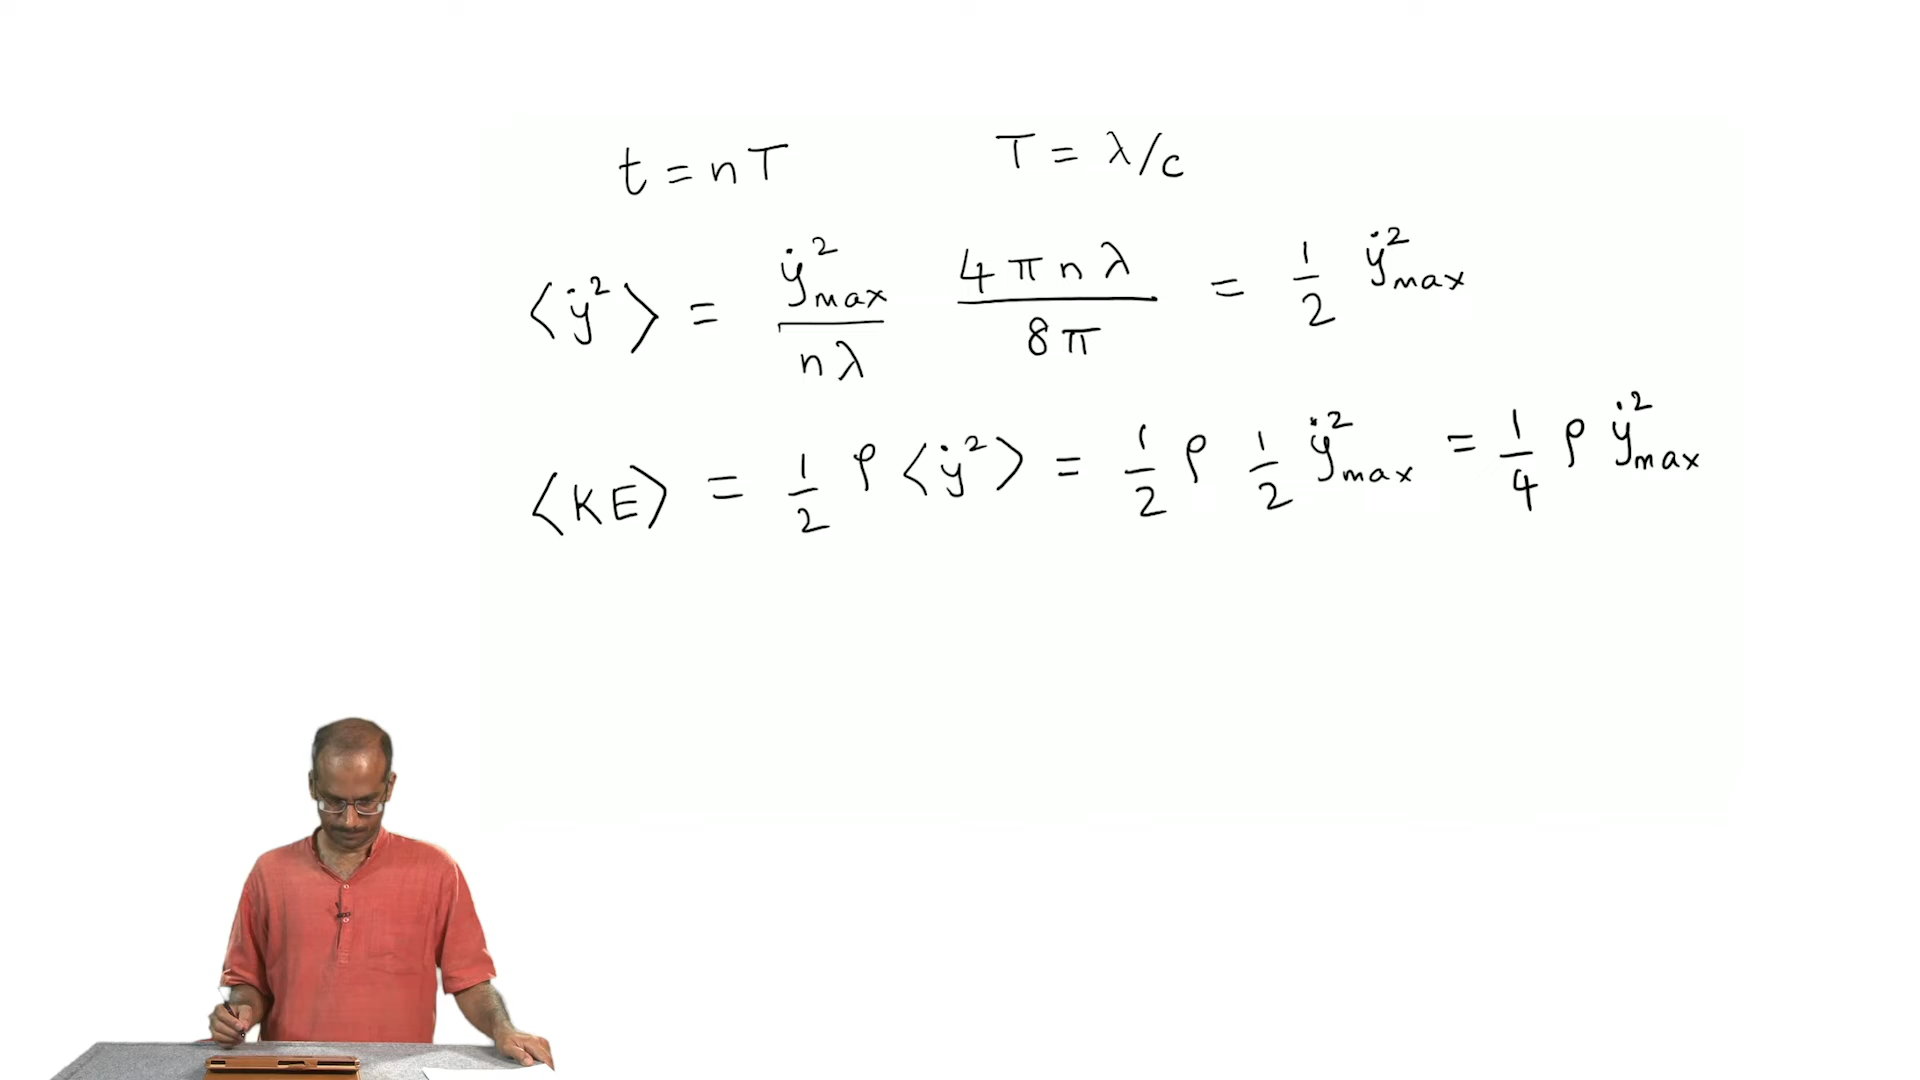 t = nT T = λ/c
⟨ẏ²⟩ = ẏ²max / nλ 4πnλ / 8π = 1/2 ẏ²max
⟨KE⟩ = 1/2 ρ ⟨ẏ²⟩ = 1/2 ρ 1/2 ẏ²max = 1/4 ρ ẏ²max